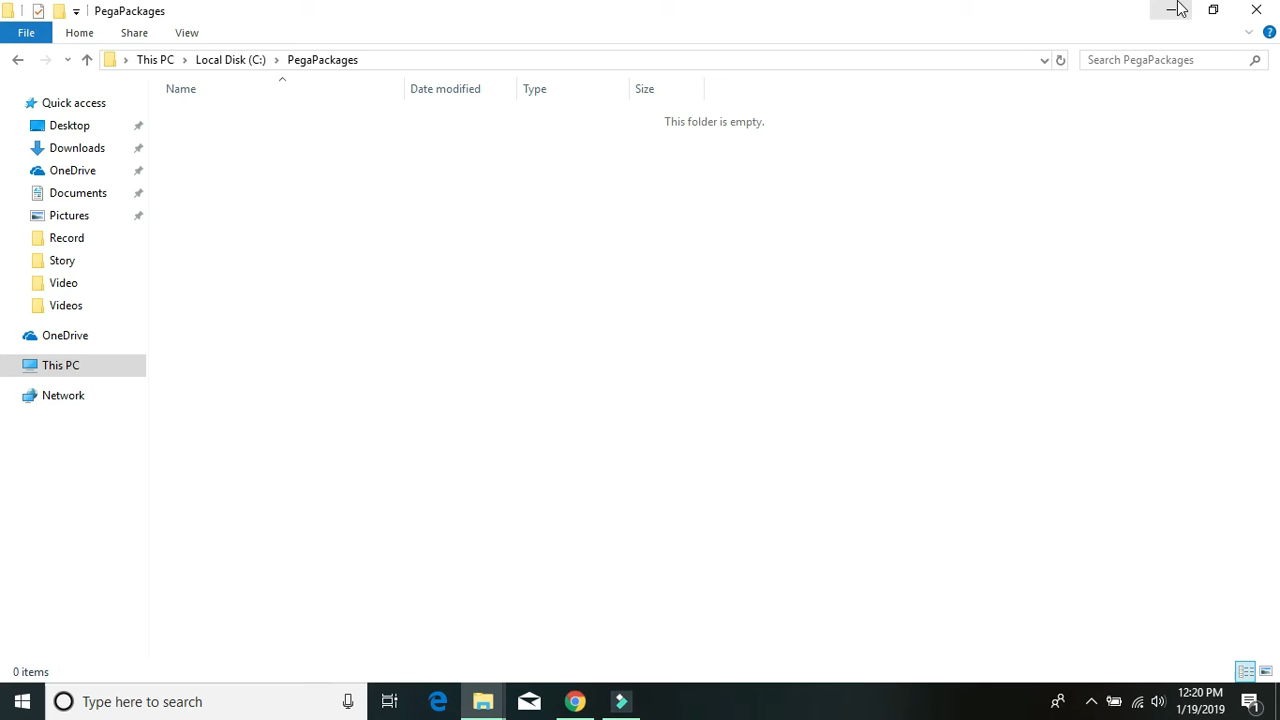 PegaPackages
File Home Share View
This PC Local Disk (C:) PegaPackages Search PegaPackages
Name Date modified Type Size
This folder is empty.
Quick access
Desktop
Downloads
OneDrive
Documents
Pictures
Record
Story
Video
Videos
OneDrive
This PC
Network
0 items
Type here to search
12:20 PM
1/19/2019
1